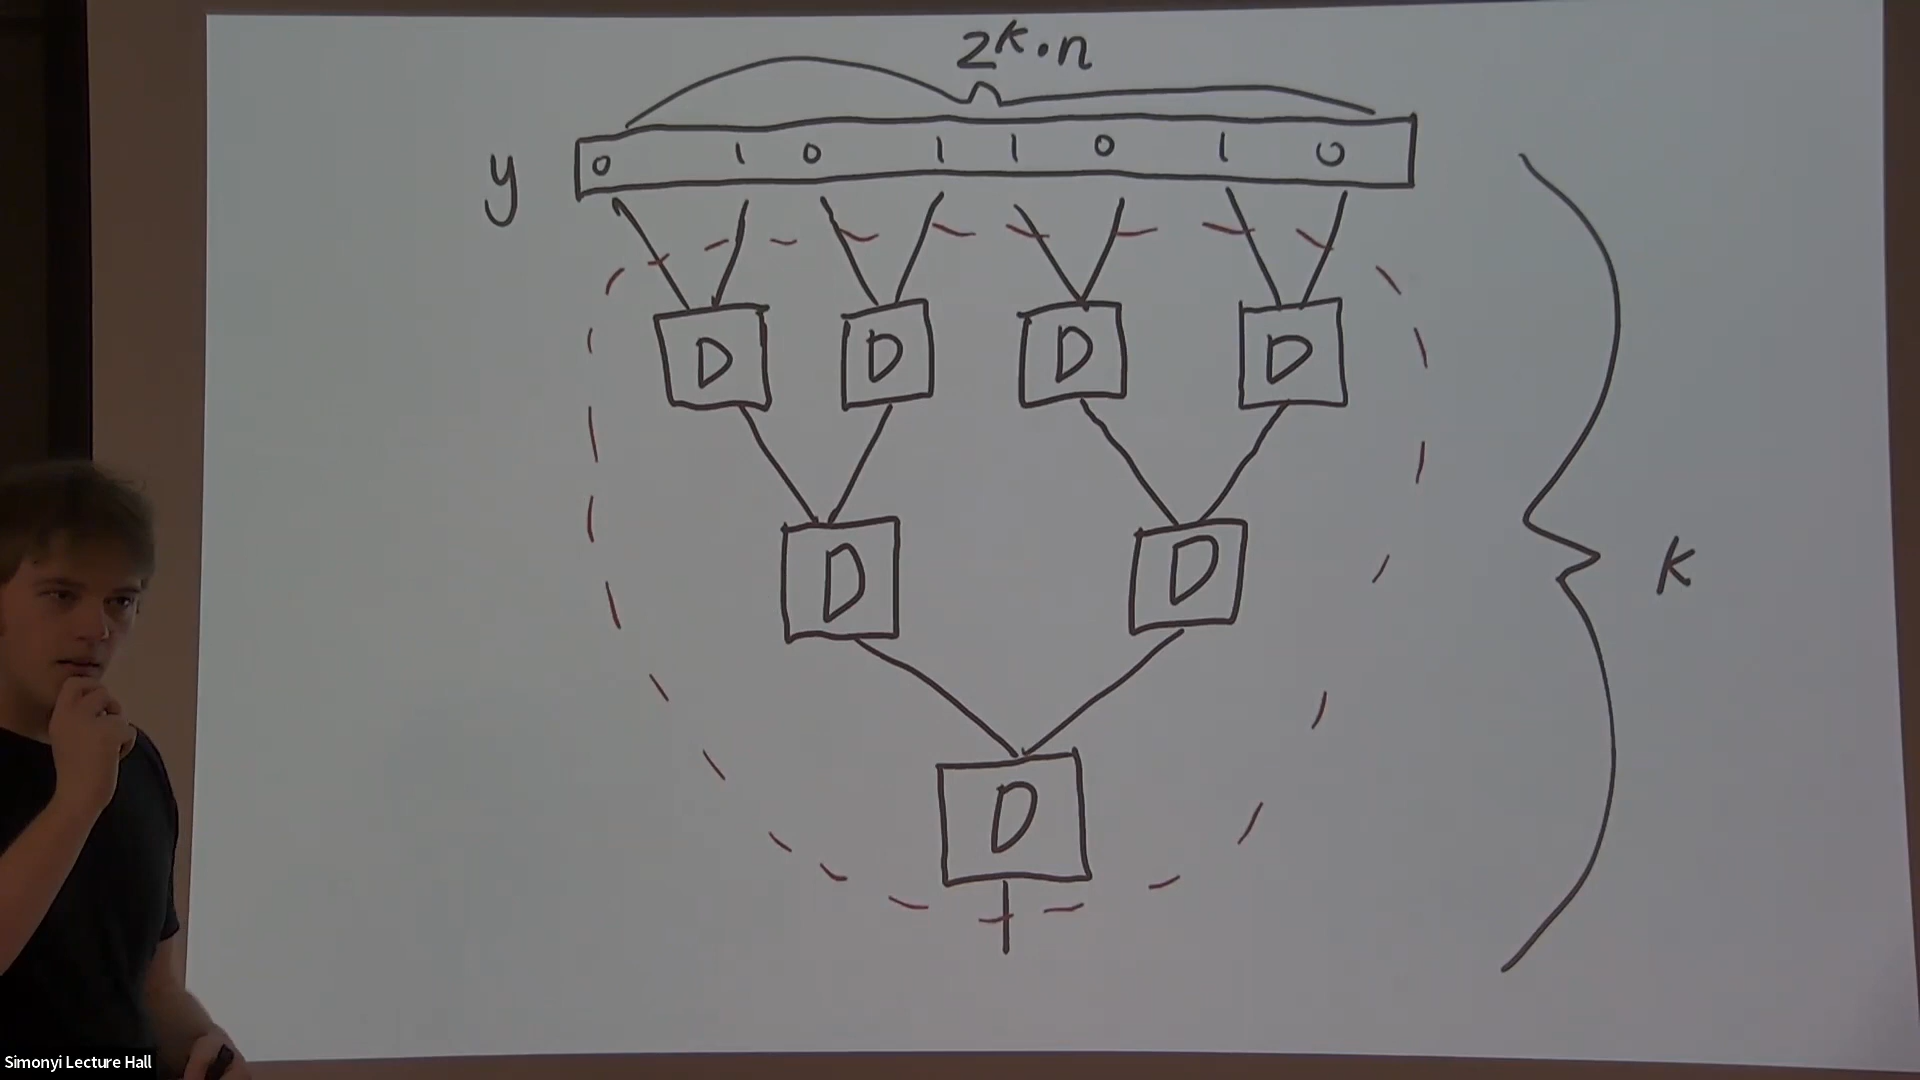 2^k·n
y 0 1 0 1 1 0 1 0
D D D D
D D
K
D
Simonyi Lecture Hall